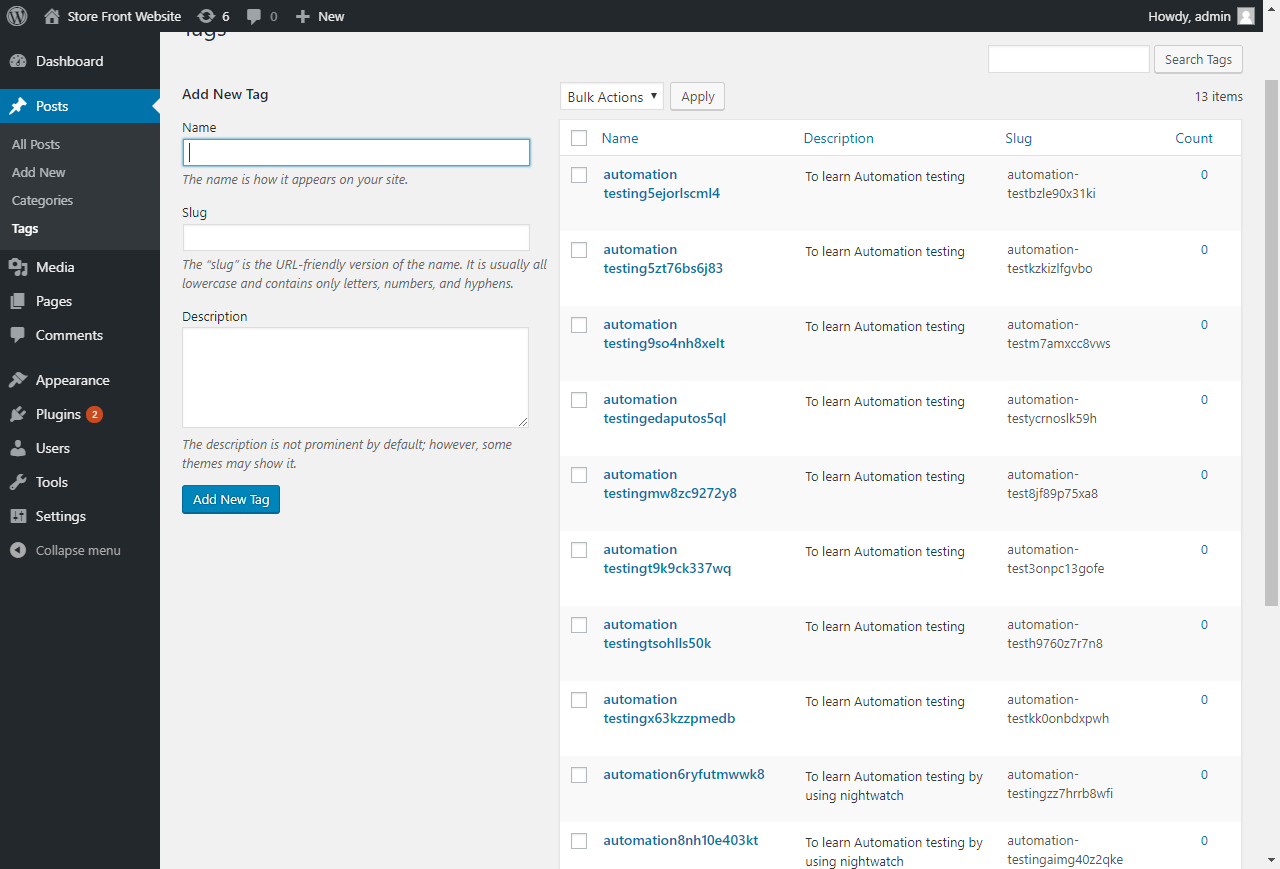 Store Front Website 6 0 New Howdy, admin
Dashboard
Posts
All Posts
Add New
Categories
Tags
Media
Pages
Comments
Appearance
Plugins 2
Users
Tools
Settings
Collapse menu
Tags
Search Tags
Add New Tag
Name
The name is how it appears on your site.
Slug
The “slug” is the URL-friendly version of the name. It is usually all
lowercase and contains only letters, numbers, and hyphens.
Description
The description is not prominent by default; however, some
themes may show it.
Add New Tag
Bulk Actions Apply 13 items
Name Description Slug Count
automation To learn Automation testing automation- 0
testing5ejorlscml4 testbzle90x31ki
automation To learn Automation testing automation- 0
testing5zt76bs6j83 testkzkizlfgvbo
automation To learn Automation testing automation- 0
testing9so4nh8xelt testm7amxcc8vws
automation To learn Automation testing automation- 0
testingedaputos5ql testycrnoslk59h
automation To learn Automation testing automation- 0
testingmw8zc9272y8 test8jf89p75xa8
automation To learn Automation testing automation- 0
testingt9k9ck337wq test3onpc13gofe
automation To learn Automation testing automation- 0
testingtsohlls50k testh9760z7r7n8
automation To learn Automation testing automation- 0
testingx63kzzpmedb testkk0onbdxpwh
automation6ryfutmwwk8 To learn Automation testing by automation- 0
using nightwatch testingzz7hrrb8wfi
automation8nh10e403kt To learn Automation testing by automation- 0
using nightwatch testingaimg40z2qke